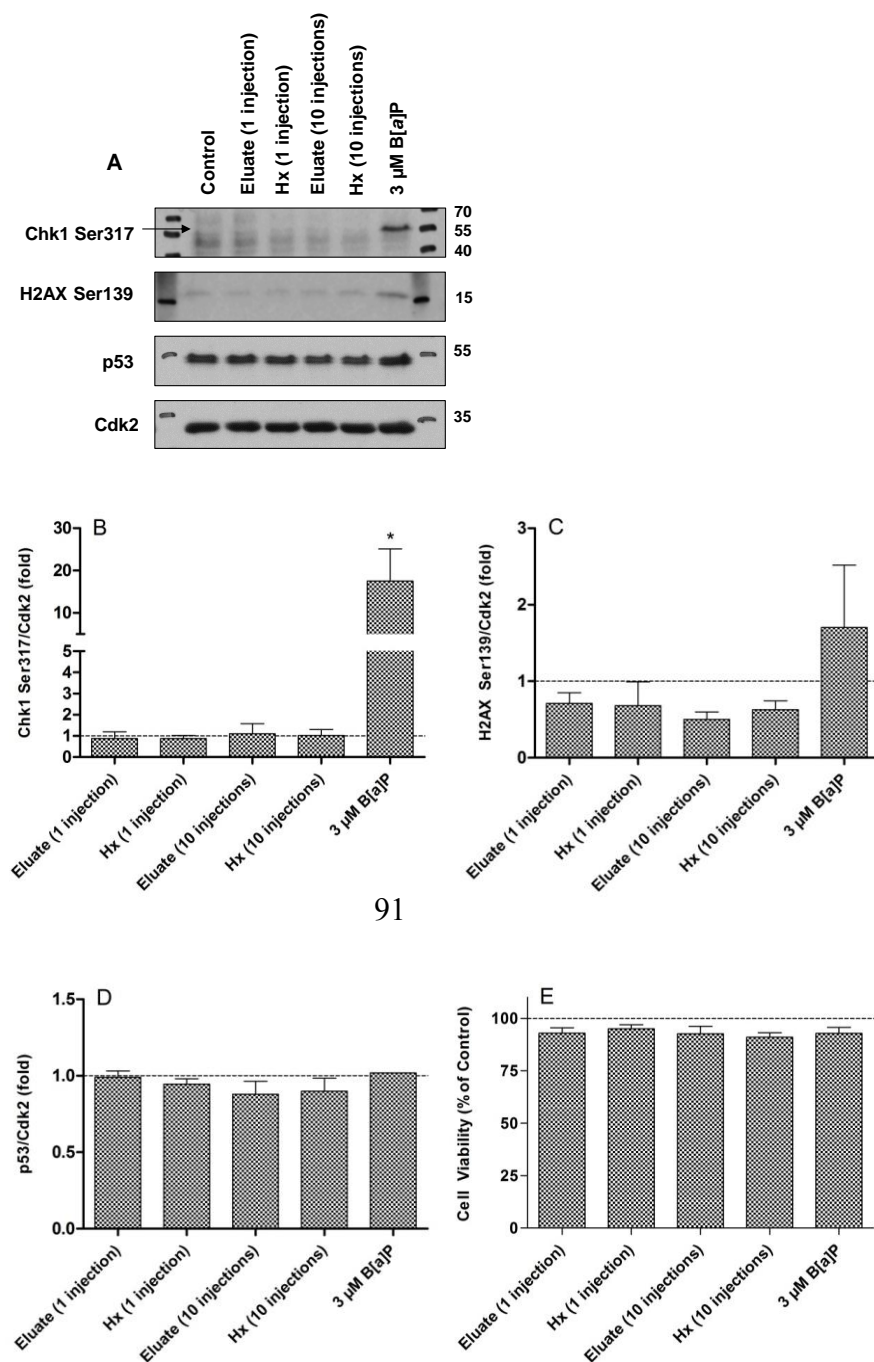 A
Control
Eluate (1 injection)
Hx (1 injection)
Eluate (10 injections)
Hx (10 injections)
3 µM B[a]P
Chk1 Ser317
70
55
40
H2AX Ser139
15
p53
55
Cdk2
35
B
Chk1 Ser317/Cdk2 (fold)
30
20
10
5
4
3
2
1
0
*
Eluate (1 injection)
Hx (1 injection)
Eluate (10 injections)
Hx (10 injections)
3 µM B[a]P
C
H2AX Ser139/Cdk2 (fold)
3
2
1
0
Eluate (1 injection)
Hx (1 injection)
Eluate (10 injections)
Hx (10 injections)
3 µM B[a]P
91
D
p53/Cdk2 (fold)
1.5
1.0
0.5
0.0
Eluate (1 injection)
Hx (1 injection)
Eluate (10 injections)
Hx (10 injections)
3 µM B[a]P
E
Cell Viability (% of Control)
100
75
50
25
0
Eluate (1 injection)
Hx (1 injection)
Eluate (10 injections)
Hx (10 injections)
3 µM B[a]P